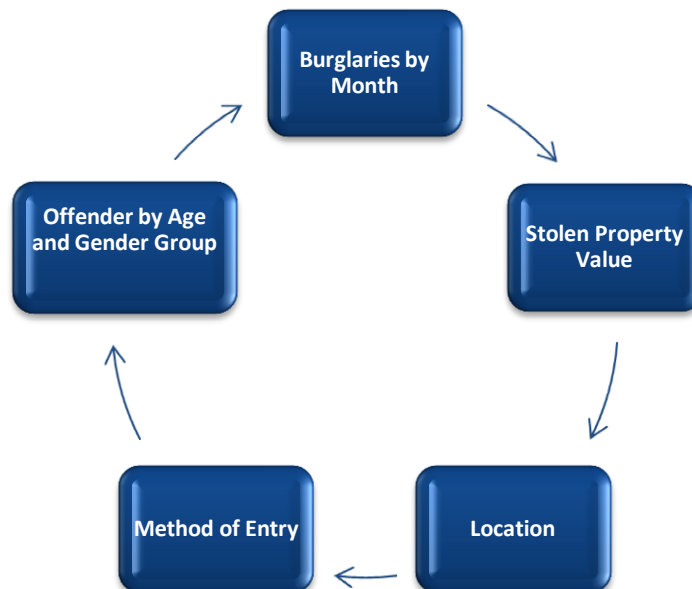 Burglaries by
Month
Stolen Property
Value
Location
Method of Entry
Offender by Age
and Gender Group